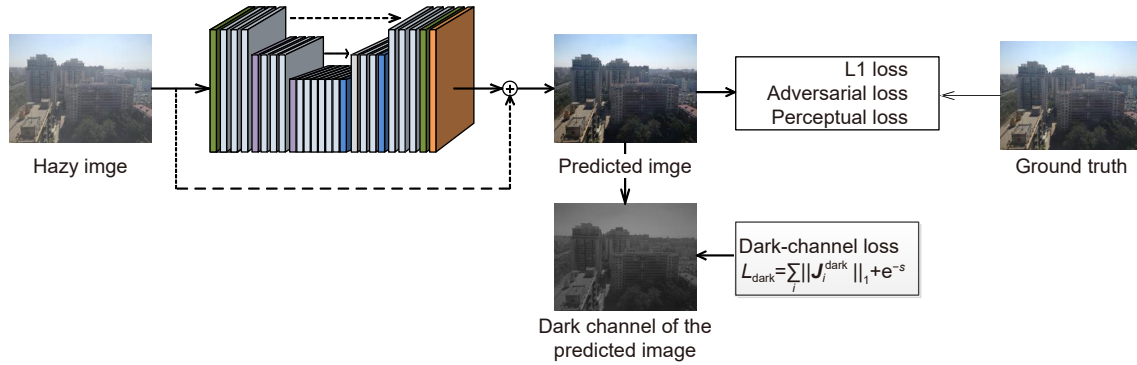 L1 loss
Adversarial loss
Perceptual loss
Hazy imge
Predicted imge
Ground truth
Dark-channel loss
L_dark=∑_i||J_i^dark||_1+e^−s
Dark channel of the
predicted image